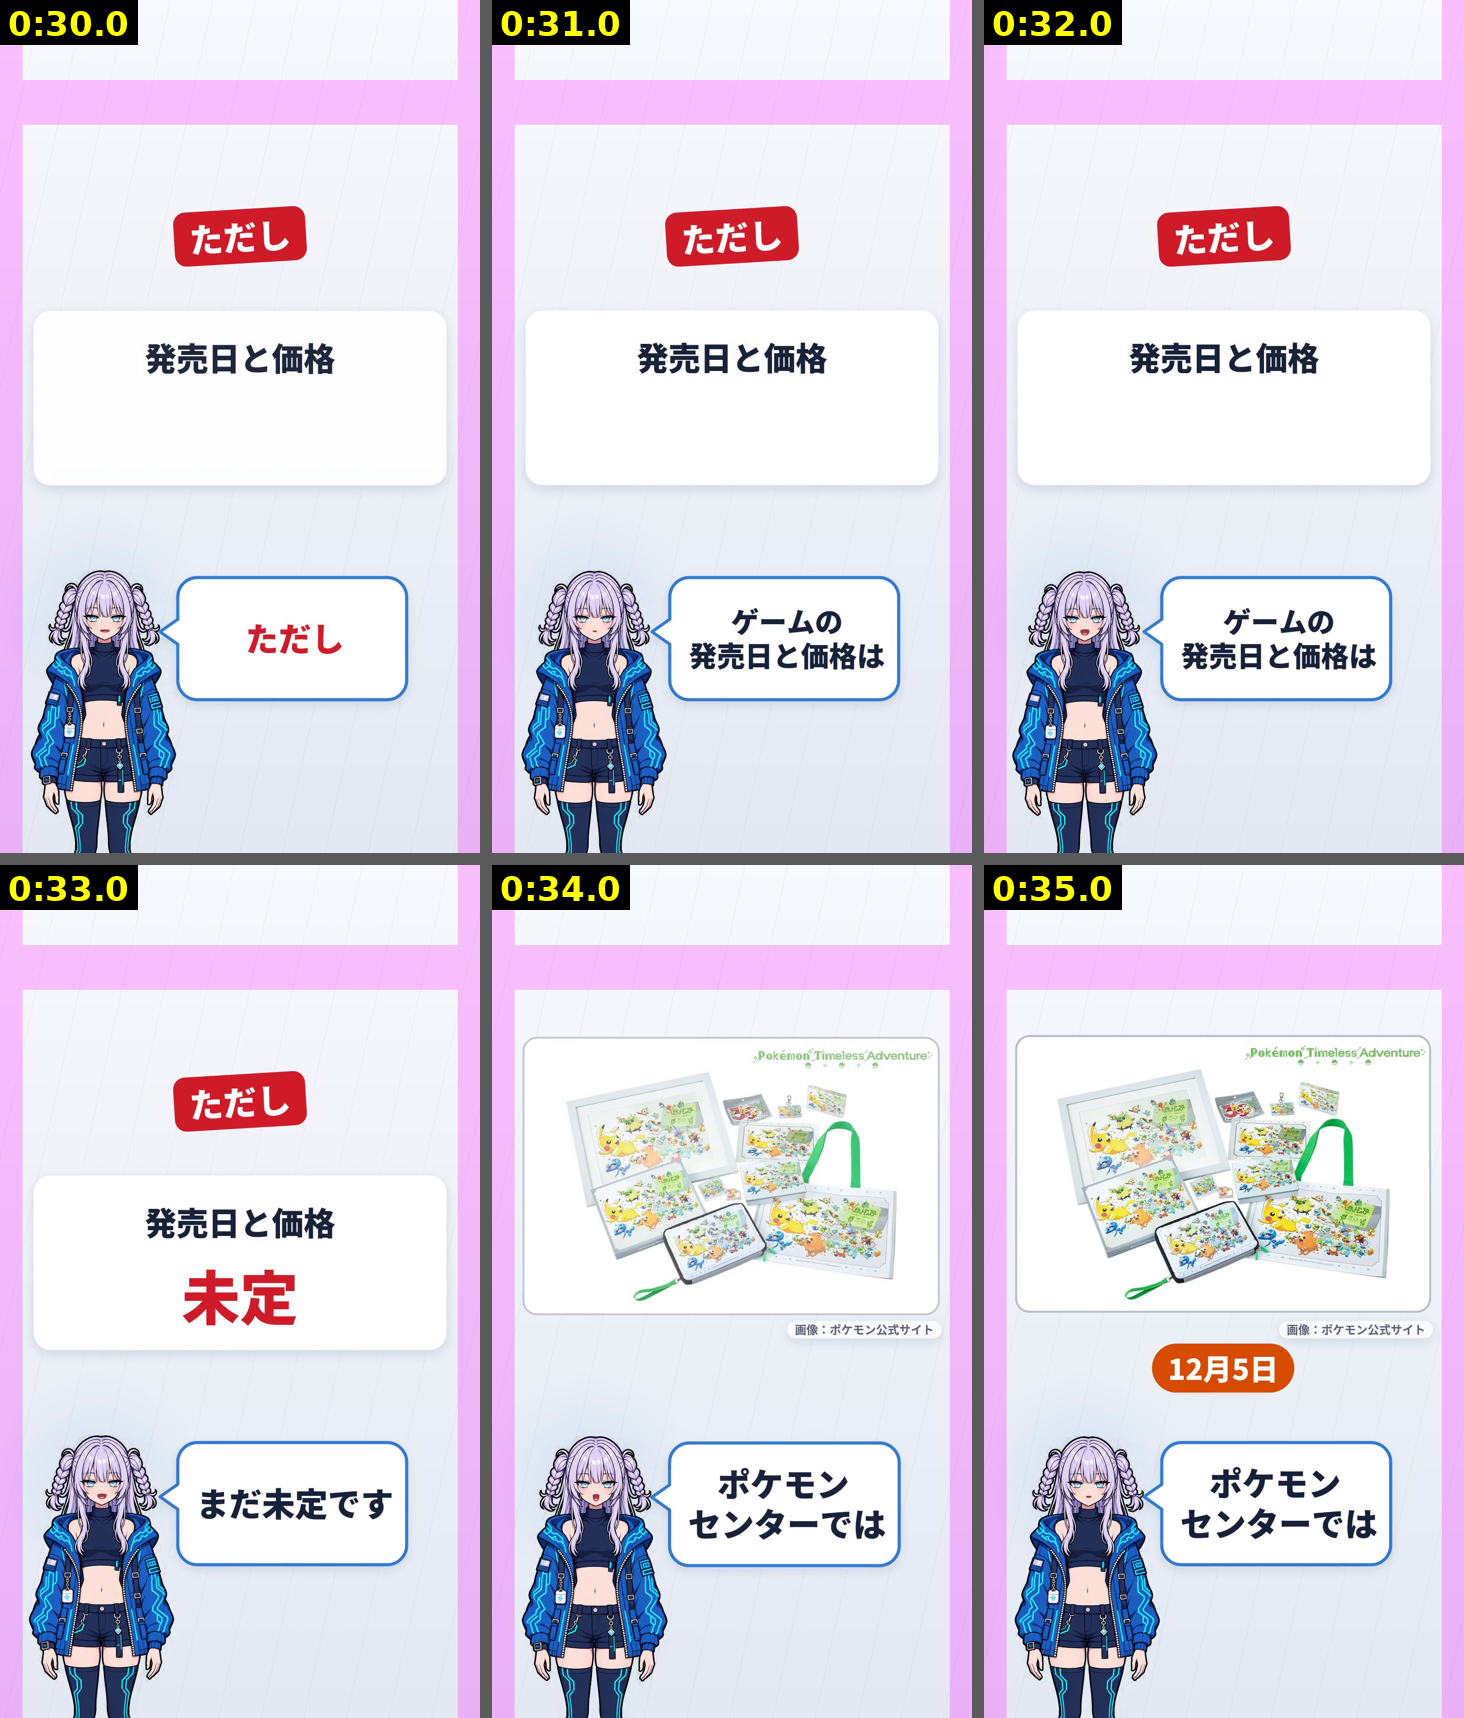 0:30.0
ただし
発売日と価格
ただし
0:31.0
ただし
発売日と価格
ゲームの
発売日と価格は
0:32.0
ただし
発売日と価格
ゲームの
発売日と価格は
0:33.0
ただし
発売日と価格
未定
まだ未定です
0:34.0
Pokémon Timeless Adventure
画像：ポケモン公式サイト
ポケモン
センターでは
0:35.0
Pokémon Timeless Adventure
画像：ポケモン公式サイト
12月5日
ポケモン
センターでは